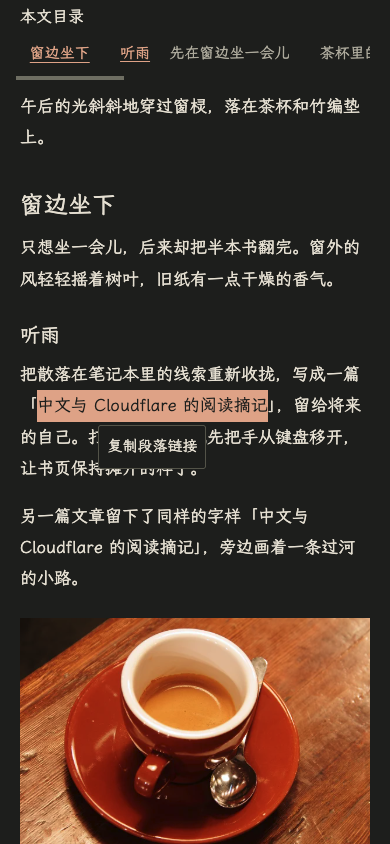 本文目录
窗边坐下 听雨 先在窗边坐一会儿 茶杯里
午后的光斜斜地穿过窗棂，落在茶杯和竹编垫
上。
窗边坐下
只想坐一会儿，后来却把半本书翻完。窗外的
风轻轻摇着树叶，旧纸有一点干燥的香气。
听雨
把散落在笔记本里的线索重新收拢，写成一篇
「中文与 Cloudflare 的阅读摘记」，留给将来
的自己。 先把手从键盘移开，
复制段落链接
让书页保持摊开的样子。
另一篇文章留下了同样的字样「中文与
Cloudflare 的阅读摘记」，旁边画着一条过河
的小路。